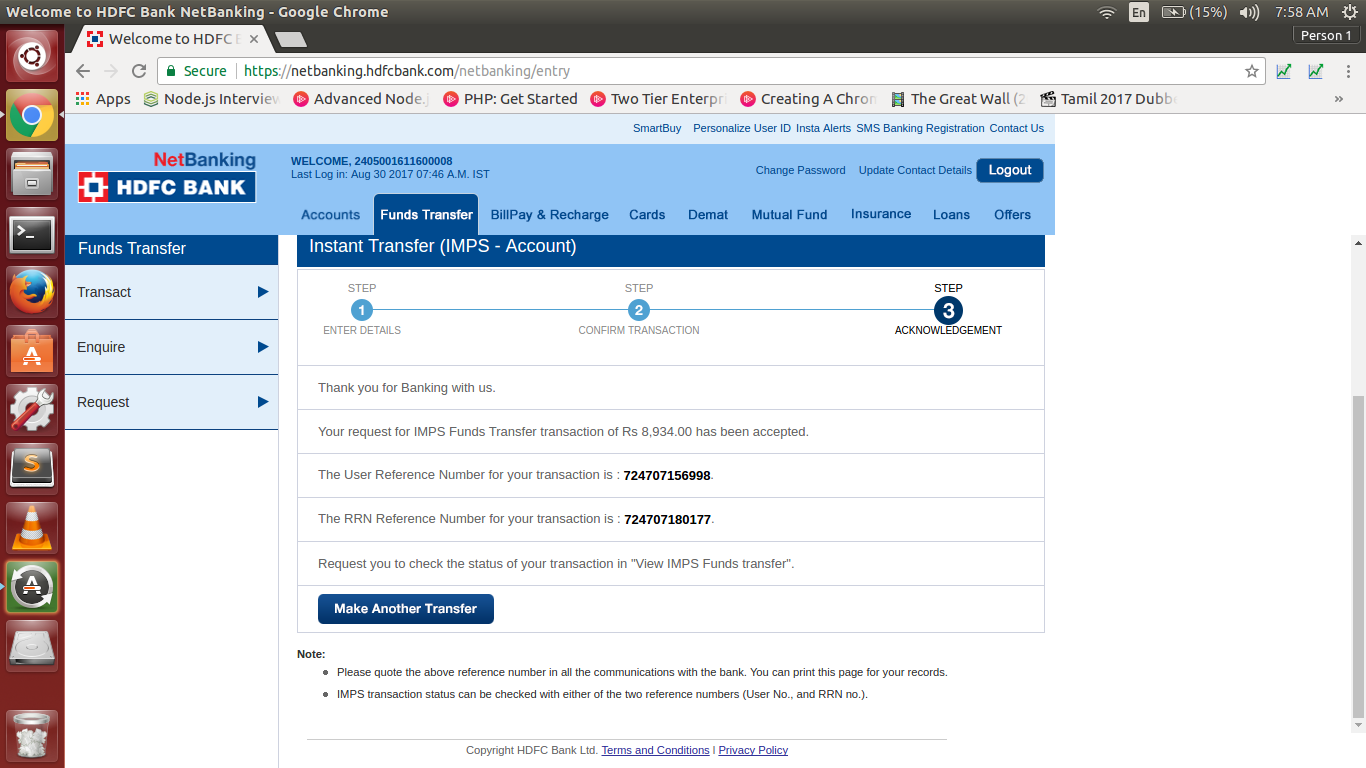 Welcome to HDFC Bank NetBanking - Google Chrome
En (15%) 7:58 AM
Person 1
Welcome to HDFC B
Secure https://netbanking.hdfcbank.com/netbanking/entry
Apps Node.js Interview Advanced Node.j PHP: Get Started Two Tier Enterpri Creating A Chron The Great Wall (2 Tamil 2017 Dubbe »
SmartBuy Personalize User ID Insta Alerts SMS Banking Registration Contact Us
NetBanking
HDFC BANK
WELCOME, 2405001611600008
Last Log in: Aug 30 2017 07:46 A.M. IST
Change Password Update Contact Details Logout
Accounts Funds Transfer BillPay & Recharge Cards Demat Mutual Fund Insurance Loans Offers
Funds Transfer
Transact
Enquire
Request
Instant Transfer (IMPS - Account)
STEP STEP STEP
1 2 3
ENTER DETAILS CONFIRM TRANSACTION ACKNOWLEDGEMENT
Thank you for Banking with us.
Your request for IMPS Funds Transfer transaction of Rs 8,934.00 has been accepted.
The User Reference Number for your transaction is : 724707156998.
The RRN Reference Number for your transaction is : 724707180177.
Request you to check the status of your transaction in "View IMPS Funds transfer".
Make Another Transfer
Note:
Please quote the above reference number in all the communications with the bank. You can print this page for your records.
IMPS transaction status can be checked with either of the two reference numbers (User No., and RRN no.).
Copyright HDFC Bank Ltd. Terms and Conditions | Privacy Policy